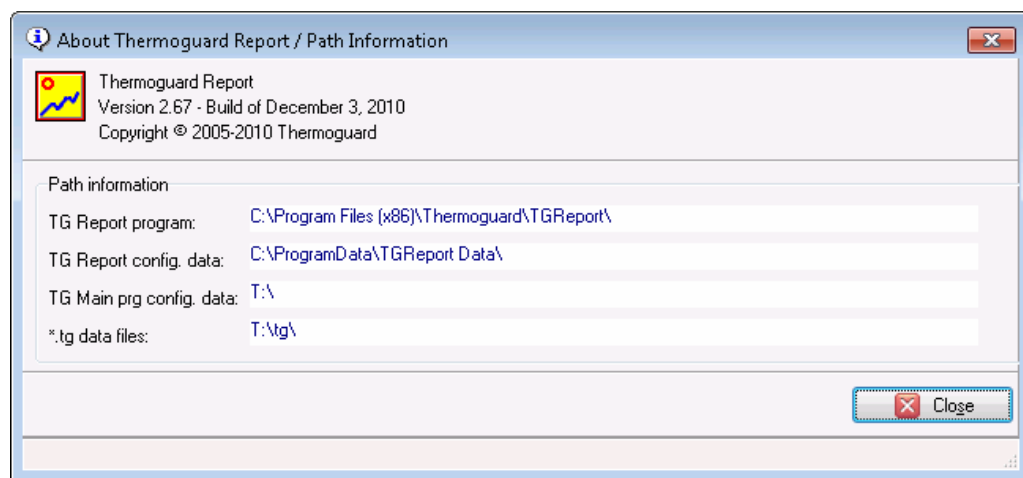 About Thermoguard Report / Path Information
Thermoguard Report
Version 2.67 - Build of December 3, 2010
Copyright © 2005-2010 Thermoguard
Path information
TG Report program: C:\Program Files (x86)\Thermoguard\TGReport\
TG Report config. data: C:\ProgramData\TGReport Data\
TG Main prg config. data: T:\
*.tg data files: T:\tg\
Close